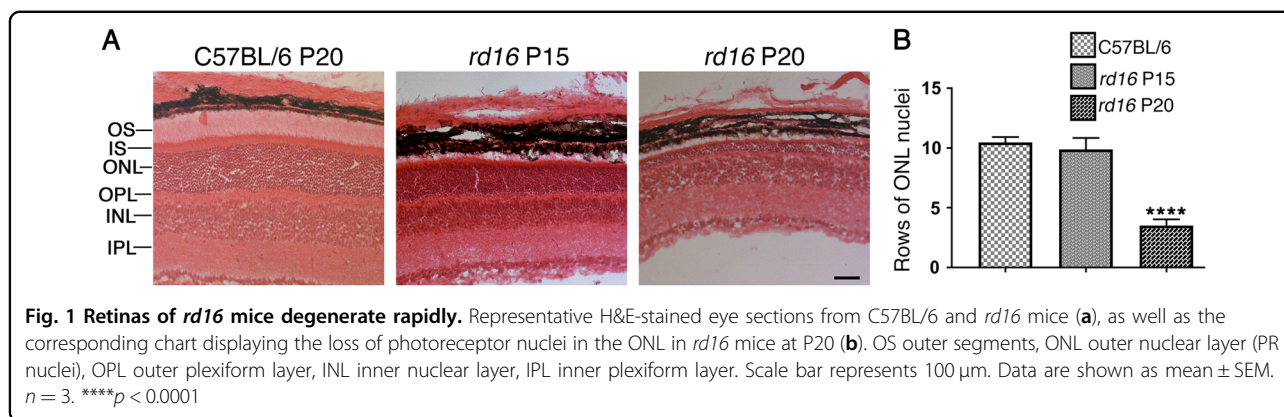 A
C57BL/6 P20
rd16 P15
rd16 P20
OS
IS
ONL
OPL
INL
IPL
B
C57BL/6
rd16 P15
rd16 P20
Rows of ONL nuclei
15
10
5
0
****
Fig. 1 Retinas of rd16 mice degenerate rapidly. Representative H&E-stained eye sections from C57BL/6 and rd16 mice (a), as well as the
corresponding chart displaying the loss of photoreceptor nuclei in the ONL in rd16 mice at P20 (b). OS outer segments, ONL outer nuclear layer (PR
nuclei), OPL outer plexiform layer, INL inner nuclear layer, IPL inner plexiform layer. Scale bar represents 100 μm. Data are shown as mean ± SEM.
n = 3. ****p < 0.0001